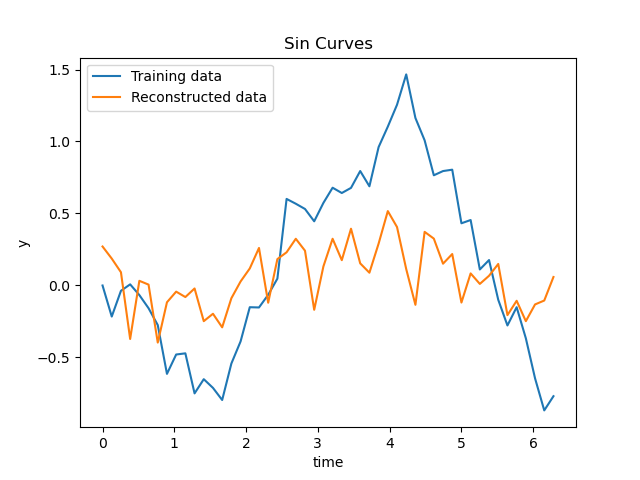 Sin Curves
Training data
Reconstructed data
1.5
1.0
0.5
0.0
−0.5
y
0 1 2 3 4 5 6
time